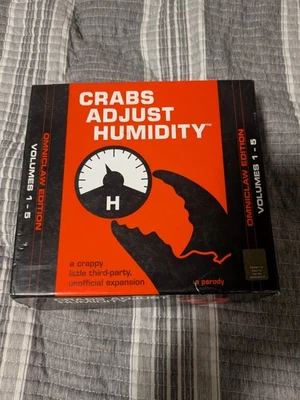 CRABS
ADJUST
HUMIDITY™
H
a crappy
little third-party,
unofficial expansion
a parody
OMNICLAW EDITION
VOLUMES 1 - 5
OMNICLAW EDITION
VOLUMES 1 - 5